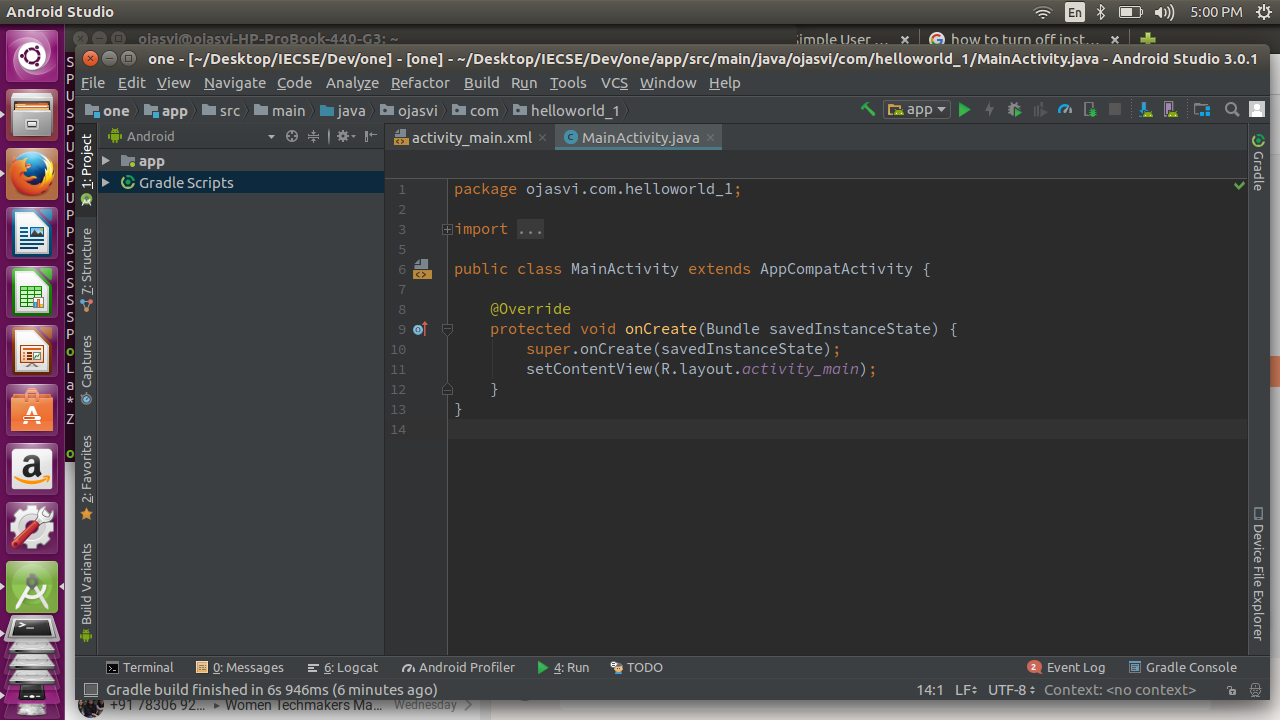 Android Studio
En
5:00 PM
ojasvi@ojasvi-HP-ProBook-440-G3: ~
Simple User ...
how to turn off inst...
one - [~/Desktop/IECSE/Dev/one] - [one] - ~/Desktop/IECSE/Dev/one/app/src/main/java/ojasvi/com/helloworld_1/MainActivity.java - Android Studio 3.0.1
File Edit View Navigate Code Analyze Refactor Build Run Tools VCS Window Help
one app src main java ojasvi com helloworld_1
app
Android
activity_main.xml
MainActivity.java
app
Gradle Scripts
1: Project
7: Structure
Captures
2: Favorites
Build Variants
1 package ojasvi.com.helloworld_1;
2
3 import ...
5
6 public class MainActivity extends AppCompatActivity {
7
8 @Override
9 protected void onCreate(Bundle savedInstanceState) {
10 super.onCreate(savedInstanceState);
11 setContentView(R.layout.activity_main);
12 }
13 }
14
Gradle
Device File Explorer
Terminal 0: Messages 6: Logcat Android Profiler 4: Run TODO
2 Event Log Gradle Console
Gradle build finished in 6s 946ms (6 minutes ago)
14:1 LF UTF-8 Context: <no context>
+91 78306 92... ▸ Women Techmakers Ma... Wednesday